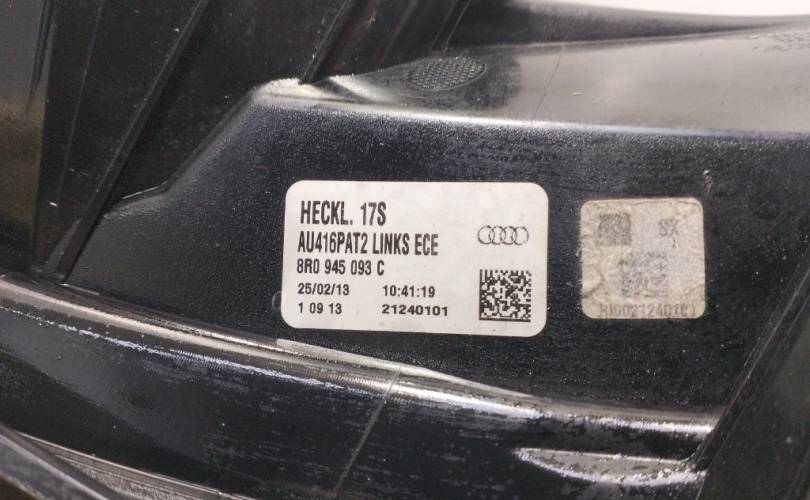 HECKL. 17S
AU416PAT2 LINKS ECE
8R0 945 093 C
25/02/13 10:41:19
1 09 13 21240101